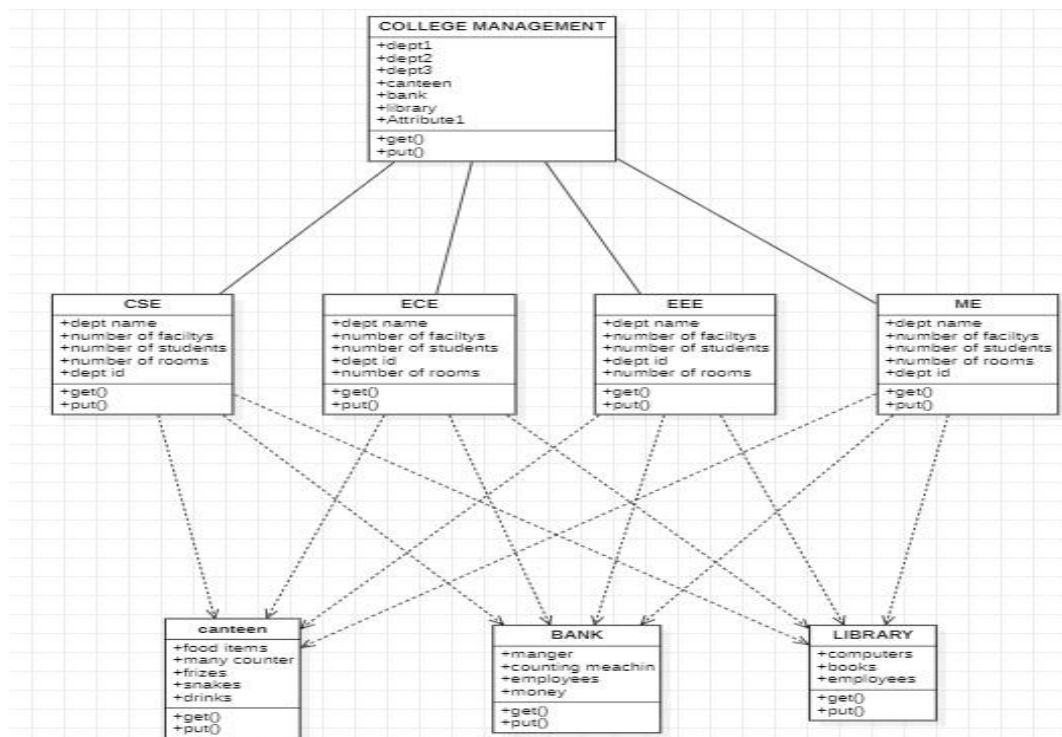 COLLEGE MANAGEMENT
+dept1
+dept2
+dept3
+canteen
+bank
+library
+Attribute1
+get()
+put()
CSE
+dept name
+number of faciltys
+number of students
+number of rooms
+dept id
+get()
+put()
ECE
+dept name
+number of faciltys
+number of students
+dept id
+number of rooms
+get()
+put()
EEE
+dept name
+number of faciltys
+number of students
+dept id
+number of rooms
+get()
+put()
ME
+dept name
+number of faciltys
+number of students
+number of rooms
+dept id
+get()
+put()
canteen
+food items
+many counter
+frizes
+snakes
+drinks
+get()
+put()
BANK
+manger
+counting meachin
+employees
+money
+get()
+put()
LIBRARY
+computers
+books
+employees
+get()
+put()